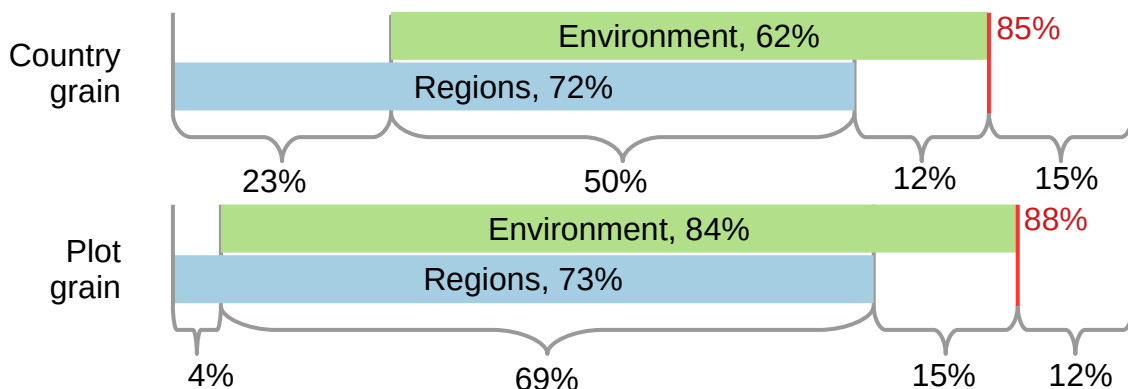 Environment, 62%
85%
Country
grain
Regions, 72%
23%
50%
12%
15%
Environment, 84%
88%
Plot
grain
Regions, 73%
4%
69%
15%
12%